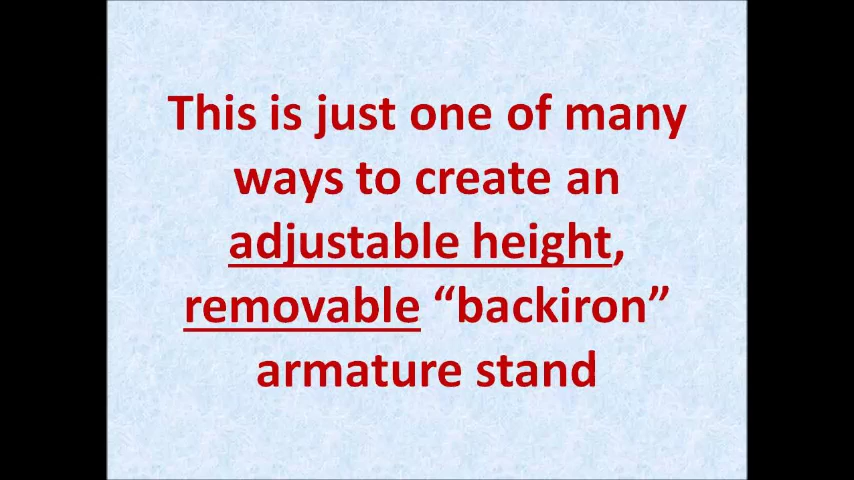 This is just one of many
ways to create an
adjustable height,
removable “backiron”
armature stand